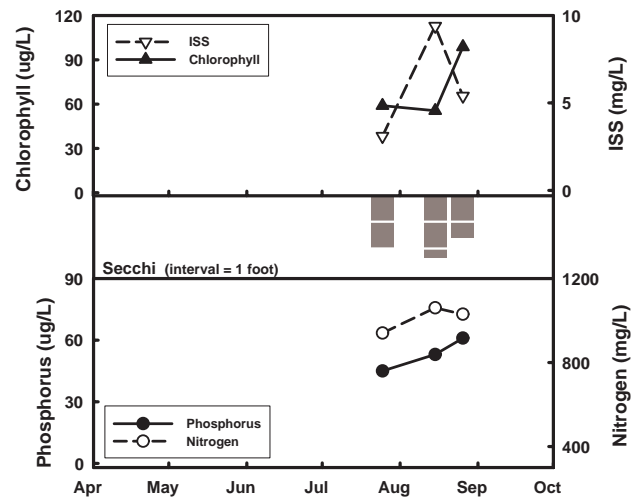 Chlorophyll (ug/L)
120
90
60
30
0
ISS
Chlorophyll
10
5
0
ISS (mg/L)
Secchi (interval = 1 foot)
Phosphorus (ug/L)
90
60
30
0
Phosphorus
Nitrogen
1200
800
400
Nitrogen (mg/L)
Apr May Jun Jul Aug Sep Oct